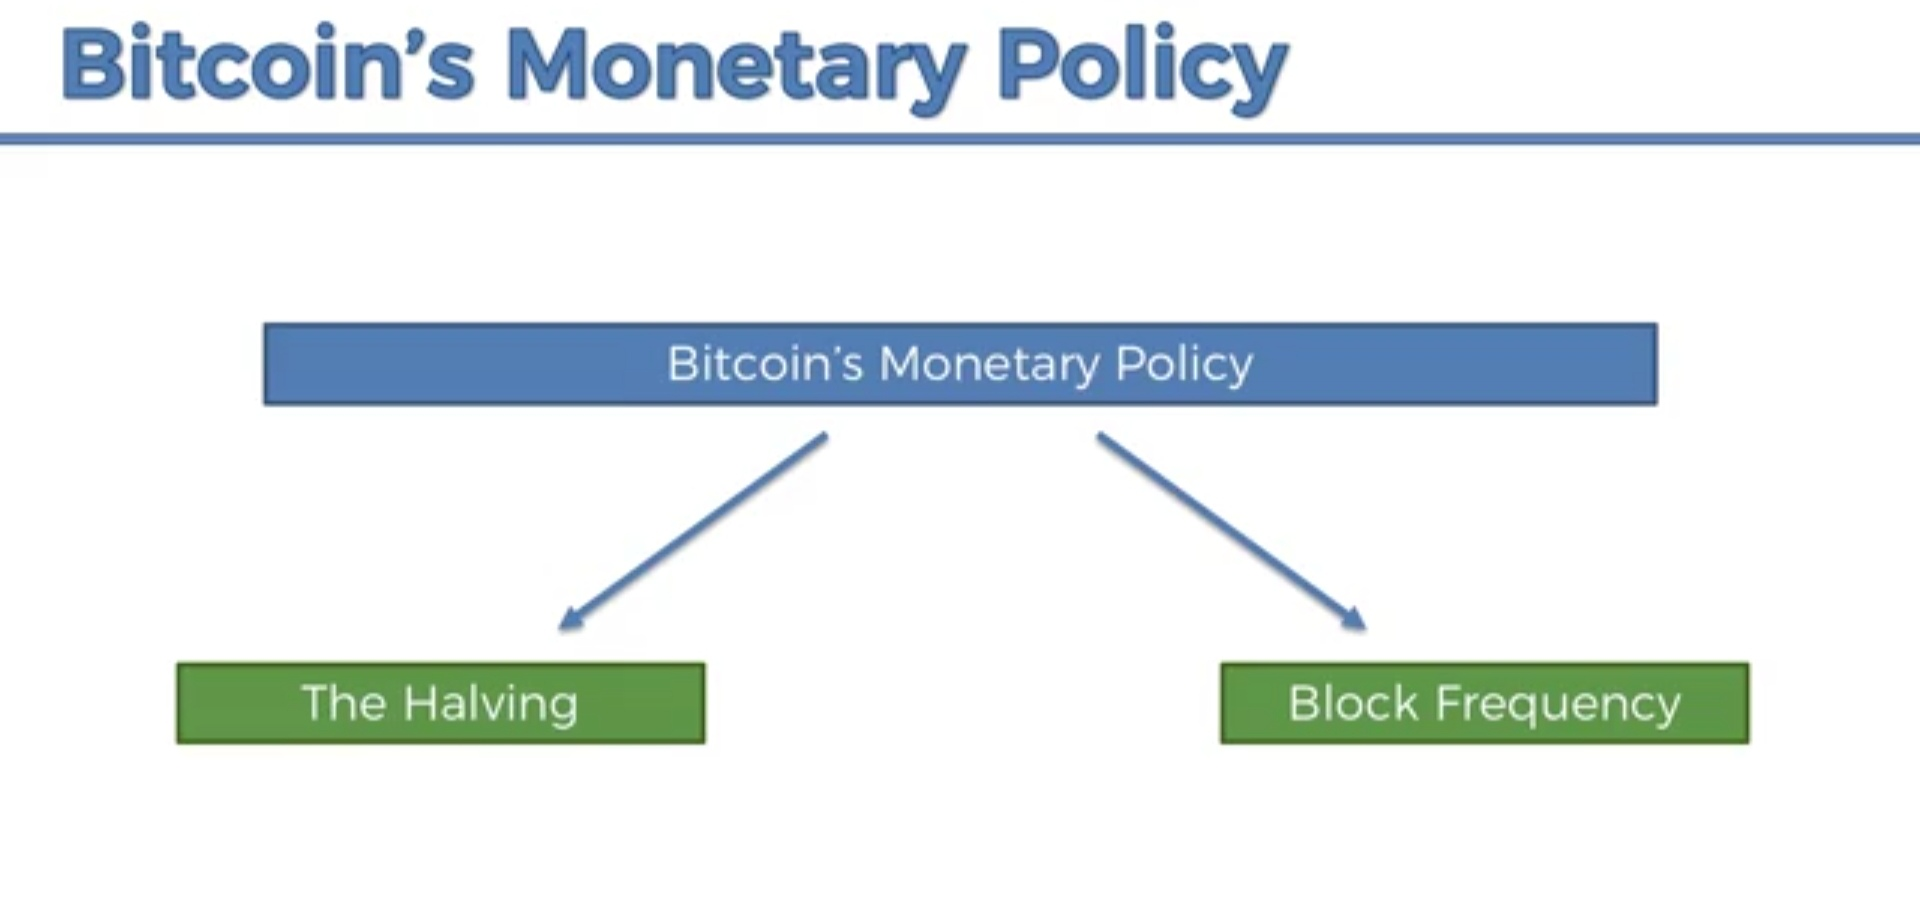 Bitcoin’s Monetary Policy
Bitcoin’s Monetary Policy
The Halving
Block Frequency